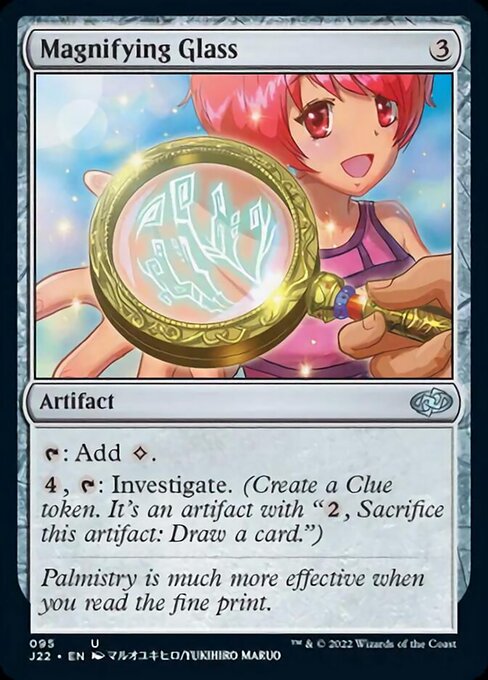 Magnifying Glass 3
Artifact
: Add .
4, : Investigate. (Create a Clue
token. It's an artifact with “2, Sacrifice
this artifact: Draw a card.”)
Palmistry is much more effective when
you read the fine print.
095 U
J22 • EN マルオユキヒロ/YUKIHIRO MARUO
™ & © 2022 Wizards of the Coast